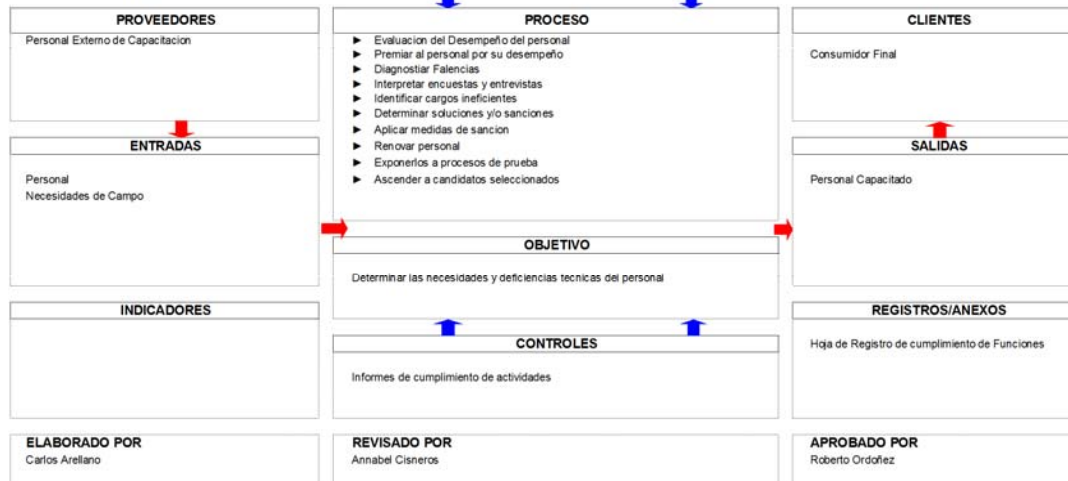 PROVEEDORES
Personal Externo de Capacitacion
PROCESO
► Evaluacion del Desempeño del personal
► Premiar al personal por su desempeño
► Diagnostiar Falencias
► Interpretar encuestas y entrevistas
► Identificar cargos ineficientes
► Determinar soluciones y/o sanciones
► Aplicar medidas de sancion
► Renovar personal
► Exponerlos a procesos de prueba
► Ascender a candidatos seleccionados
CLIENTES
Consumidor Final
ENTRADAS
Personal
Necesidades de Campo
SALIDAS
Personal Capacitado
OBJETIVO
Determinar las necesidades y deficiencias tecnicas del personal
INDICADORES
CONTROLES
Informes de cumplimiento de actividades
REGISTROS/ANEXOS
Hoja de Registro de cumplimiento de Funciones
ELABORADO POR
Carlos Arellano
REVISADO POR
Annabel Cisneros
APROBADO POR
Roberto Ordoñez